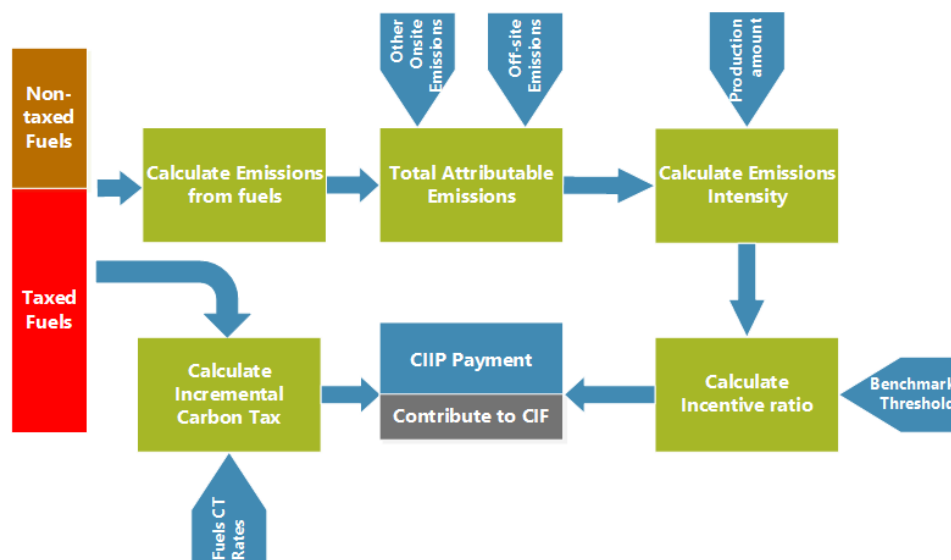 Other
Onsite
Emissions
Off-site
Emissions
Production
amount
Non-
taxed
Fuels
Calculate Emissions
from fuels
Total Attributable
Emissions
Calculate Emissions
Intensity
Taxed
Fuels
Calculate
Incremental
Carbon Tax
CIIP Payment
Contribute to CIF
Calculate
Incentive ratio
Benchmark
Threshold
Fuels CT
Rates